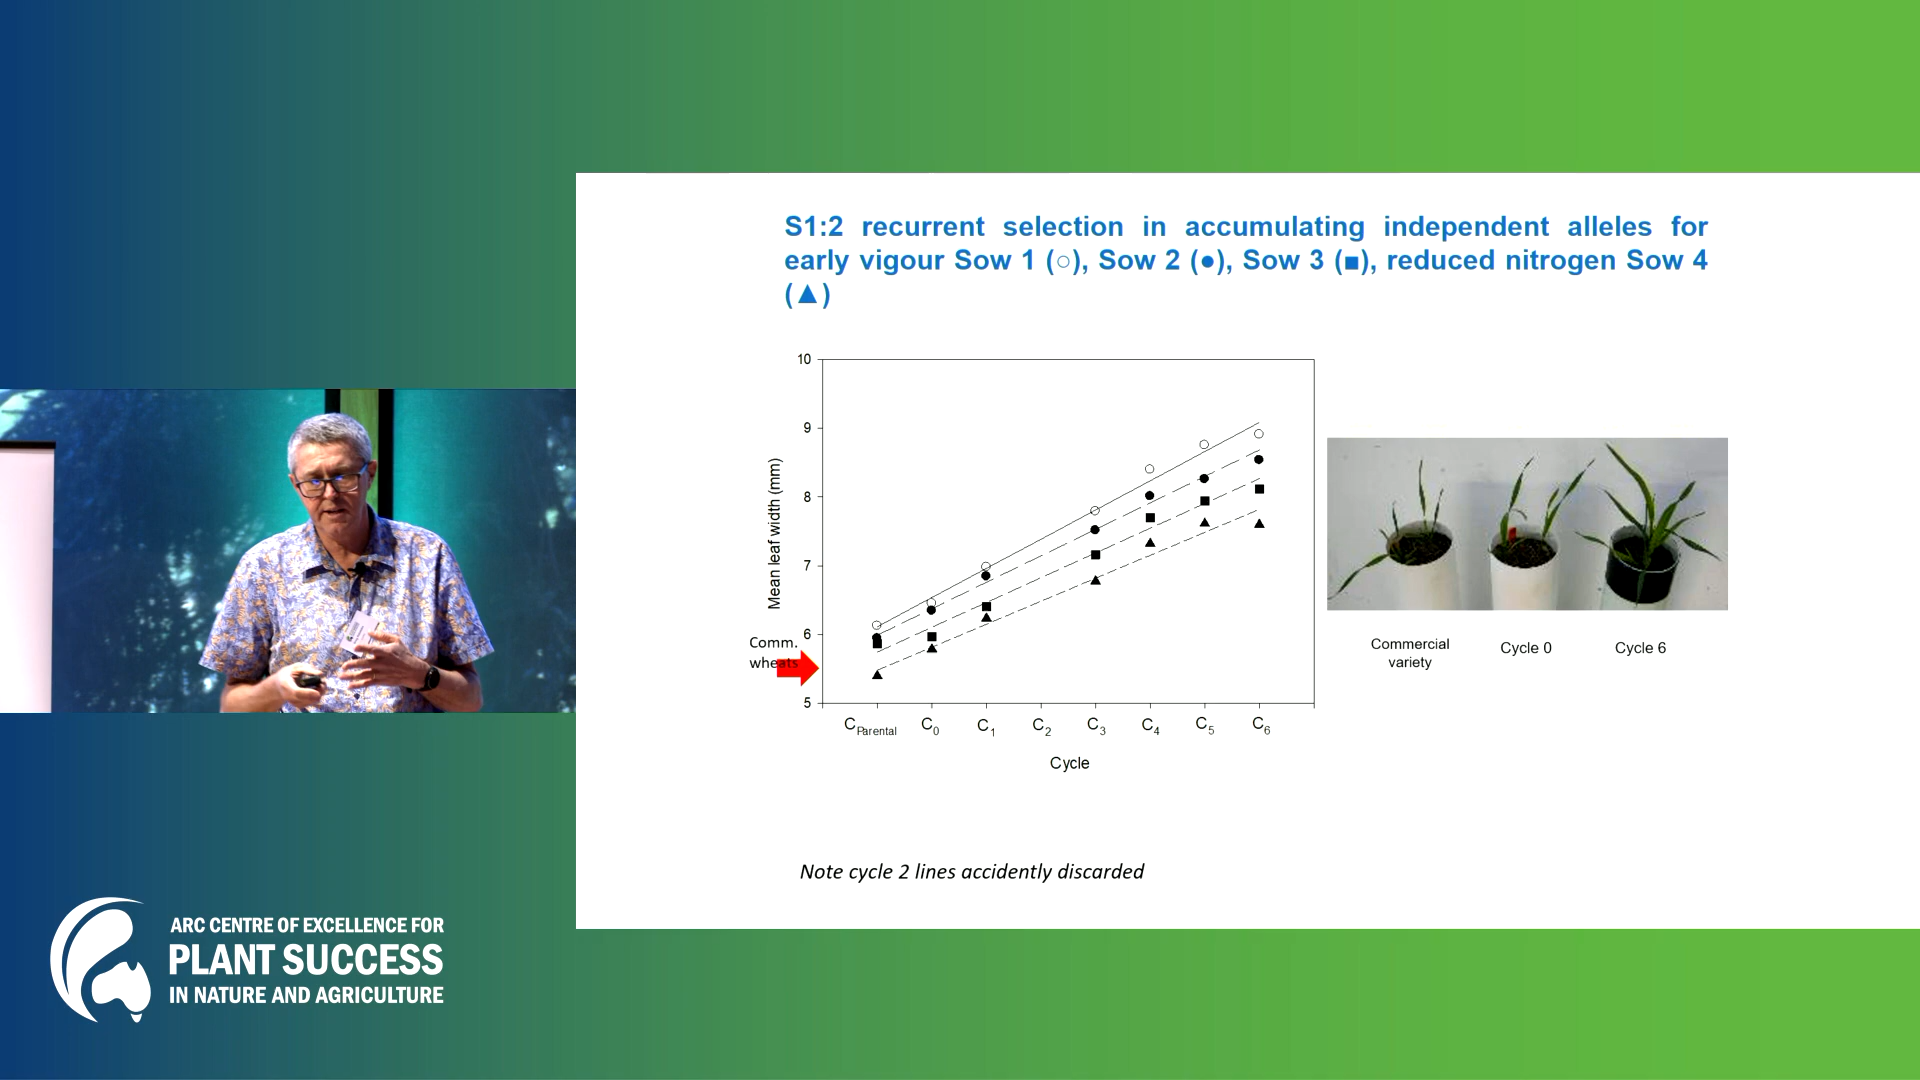 S1:2 recurrent selection in accumulating independent alleles for
early vigour Sow 1 (○), Sow 2 (●), Sow 3 (■), reduced nitrogen Sow 4
(▲)
10
9
8
7
6
5
Mean leaf width (mm)
Comm.
wheats
CParental C0 C1 C2 C3 C4 C5 C6
Cycle
Commercial
variety
Cycle 0
Cycle 6
Note cycle 2 lines accidently discarded
ARC CENTRE OF EXCELLENCE FOR
PLANT SUCCESS
IN NATURE AND AGRICULTURE